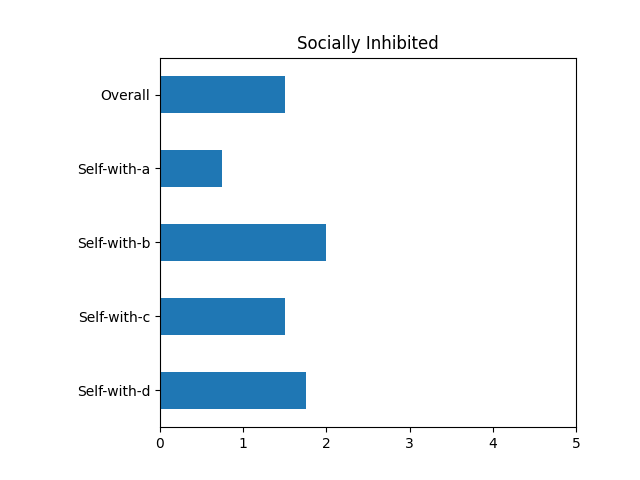 Socially Inhibited
Overall
Self-with-a
Self-with-b
Self-with-c
Self-with-d
0 1 2 3 4 5